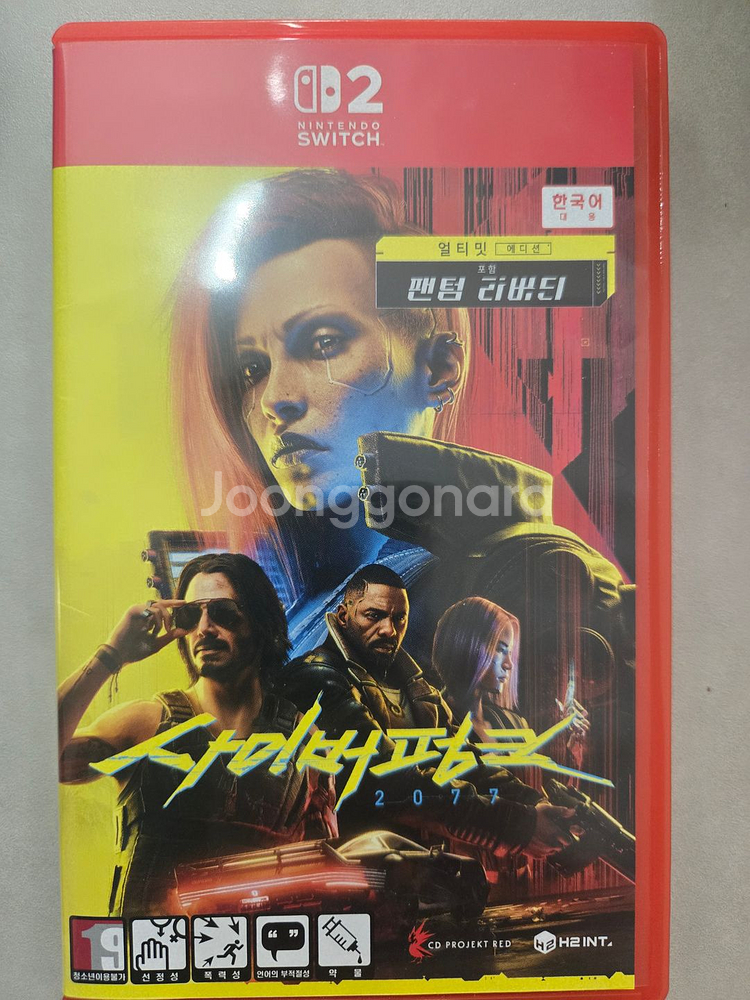 2
NINTENDO
SWITCH
한국어
대응
얼티밋 에디션
포함
팬텀 리버티
Joonggonara
사이버펑크
2077
19
청소년이용불가
선정성
폭력성
언어의 부적절성
약물
CD PROJEKT RED
H2 INT.